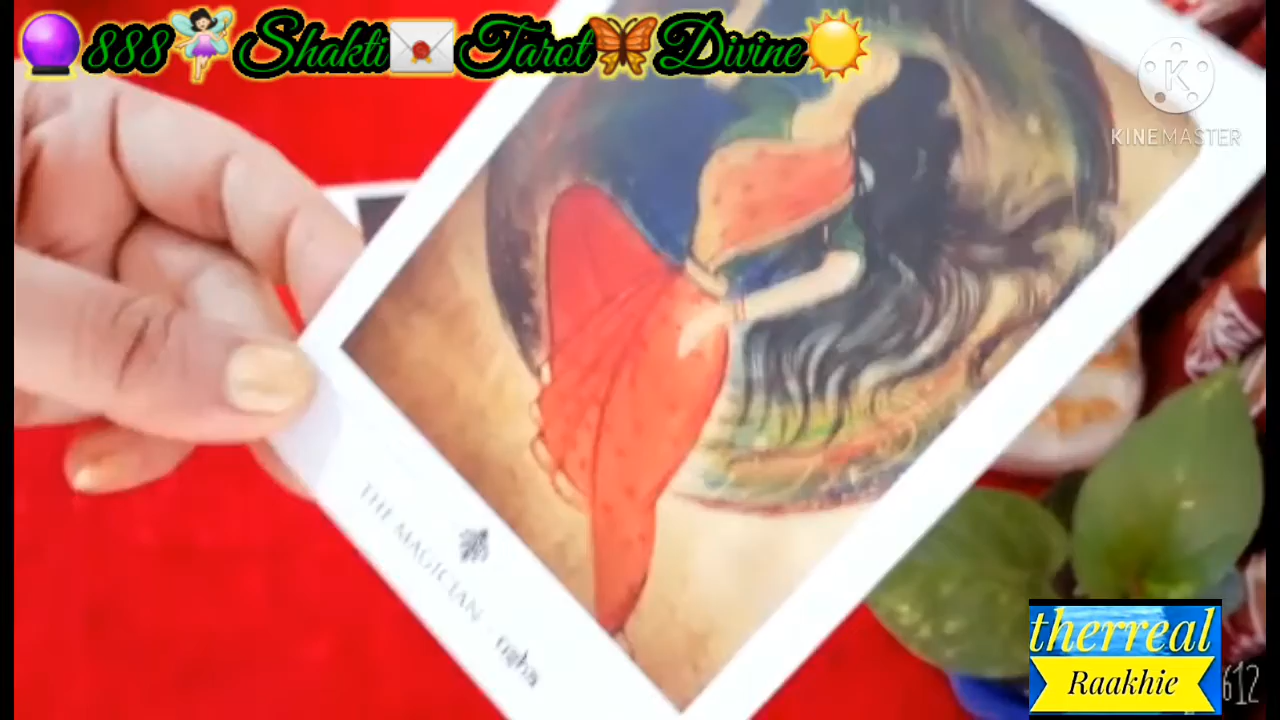 888 Shakti Tarot Divine
K
KINEMASTER
THE MAGICIAN
therreal
Raakhie
612